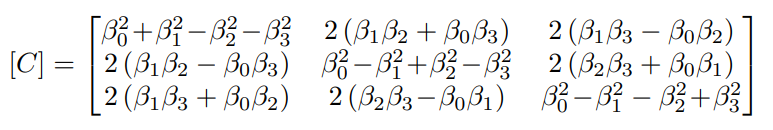 [C] = [β₀²+β₁²−β₂²−β₃² 2 (β₁β₂ + β₀β₃) 2 (β₁β₃ − β₀β₂)
2 (β₁β₂ − β₀β₃) β₀²−β₁²+β₂²−β₃² 2 (β₂β₃ + β₀β₁)
2 (β₁β₃ + β₀β₂) 2 (β₂β₃−β₀β₁) β₀²−β₁² − β₂²+β₃²]